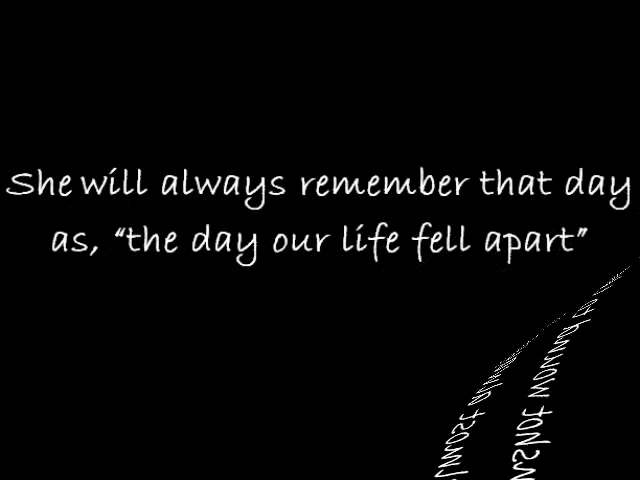 She will always remember that day
as, “the day our life fell apart”